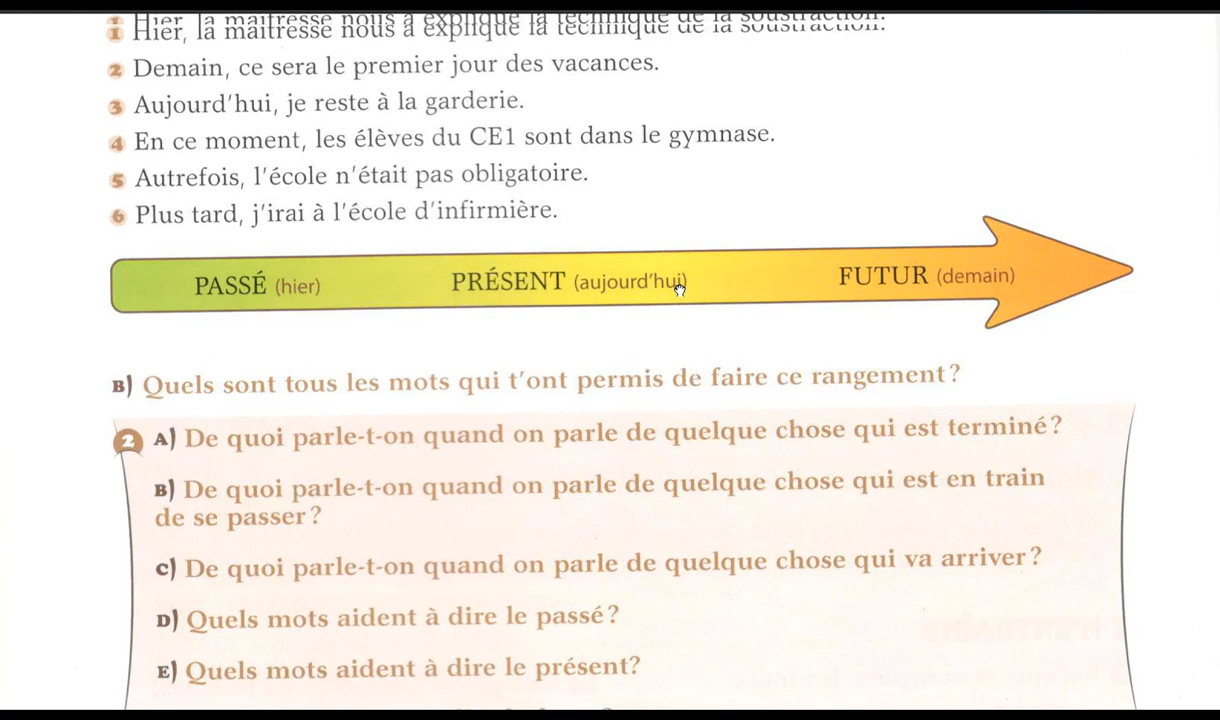 1 Hier, la maîtresse nous a expliqué la technique de la soustraction.
2 Demain, ce sera le premier jour des vacances.
3 Aujourd'hui, je reste à la garderie.
4 En ce moment, les élèves du CE1 sont dans le gymnase.
5 Autrefois, l'école n'était pas obligatoire.
6 Plus tard, j'irai à l'école d'infirmière.
PASSÉ (hier) PRÉSENT (aujourd'hui) FUTUR (demain)
B) Quels sont tous les mots qui t'ont permis de faire ce rangement ?
2 A) De quoi parle-t-on quand on parle de quelque chose qui est terminé ?
B) De quoi parle-t-on quand on parle de quelque chose qui est en train
de se passer ?
C) De quoi parle-t-on quand on parle de quelque chose qui va arriver ?
D) Quels mots aident à dire le passé ?
E) Quels mots aident à dire le présent?